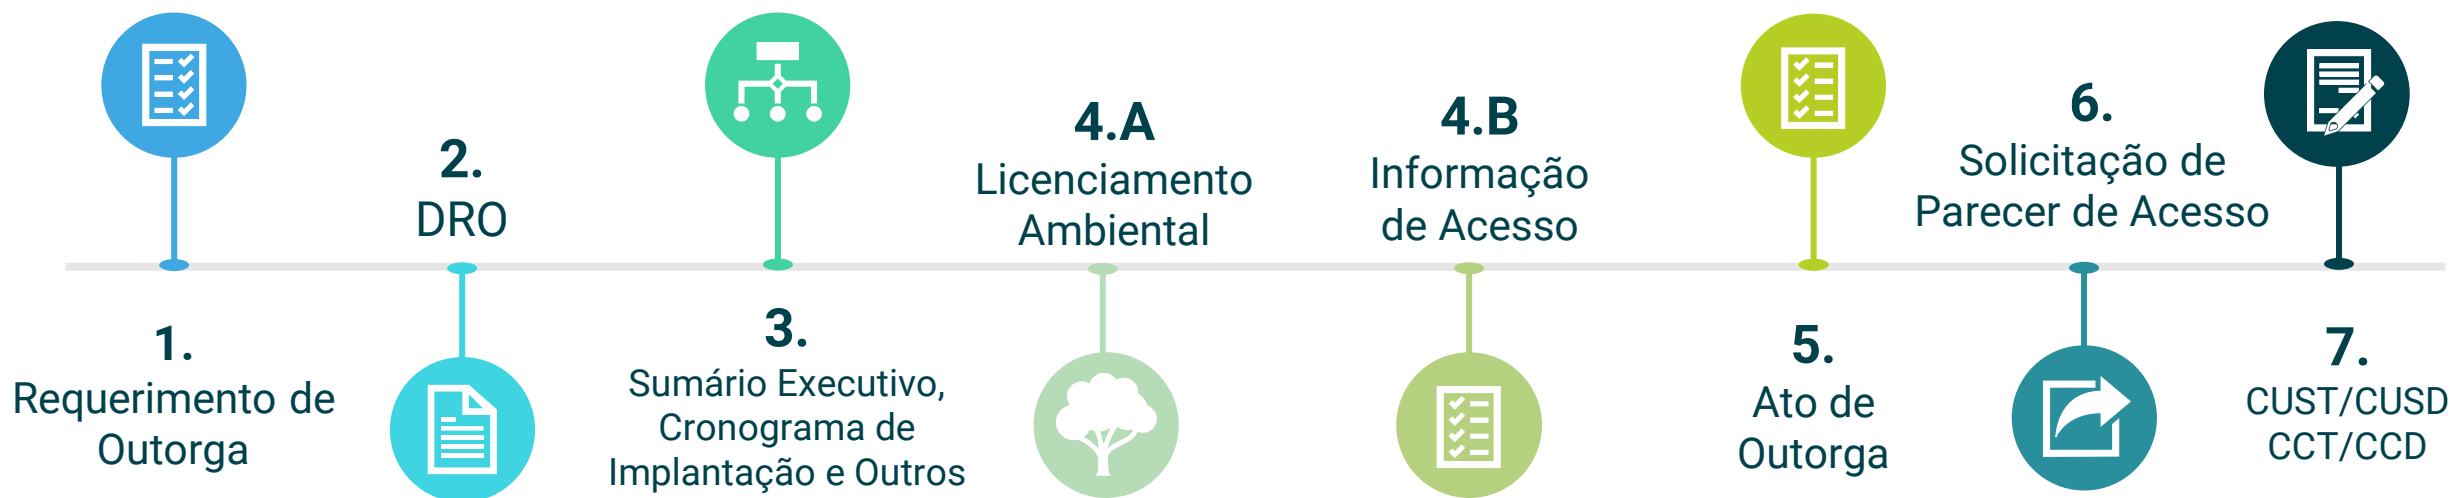 1.
Requerimento de
Outorga
2.
DRO
3.
Sumário Executivo,
Cronograma de
Implantação e Outros
4.A
Licenciamento
Ambiental
4.B
Informação
de Acesso
5.
Ato de
Outorga
6.
Solicitação de
Parecer de Acesso
7.
CUST/CUSD
CCT/CCD